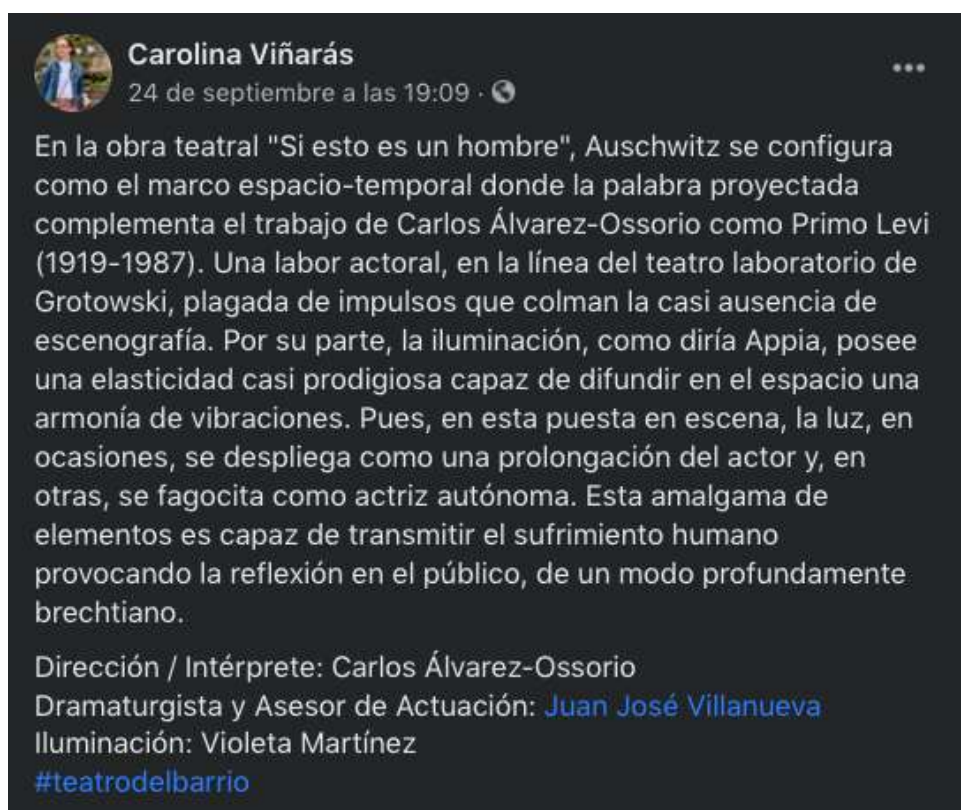 Carolina Viñarás
24 de septiembre a las 19:09 ·
En la obra teatral "Si esto es un hombre", Auschwitz se configura
como el marco espacio-temporal donde la palabra proyectada
complementa el trabajo de Carlos Álvarez-Ossorio como Primo Levi
(1919-1987). Una labor actoral, en la línea del teatro laboratorio de
Grotowski, plagada de impulsos que colman la casi ausencia de
escenografía. Por su parte, la iluminación, como diría Appia, posee
una elasticidad casi prodigiosa capaz de difundir en el espacio una
armonía de vibraciones. Pues, en esta puesta en escena, la luz, en
ocasiones, se despliega como una prolongación del actor y, en
otras, se fagocita como actriz autónoma. Esta amalgama de
elementos es capaz de transmitir el sufrimiento humano
provocando la reflexión en el público, de un modo profundamente
brechtiano.
Dirección / Intérprete: Carlos Álvarez-Ossorio
Dramaturgista y Asesor de Actuación: Juan José Villanueva
Iluminación: Violeta Martínez
#teatrodelbarrio